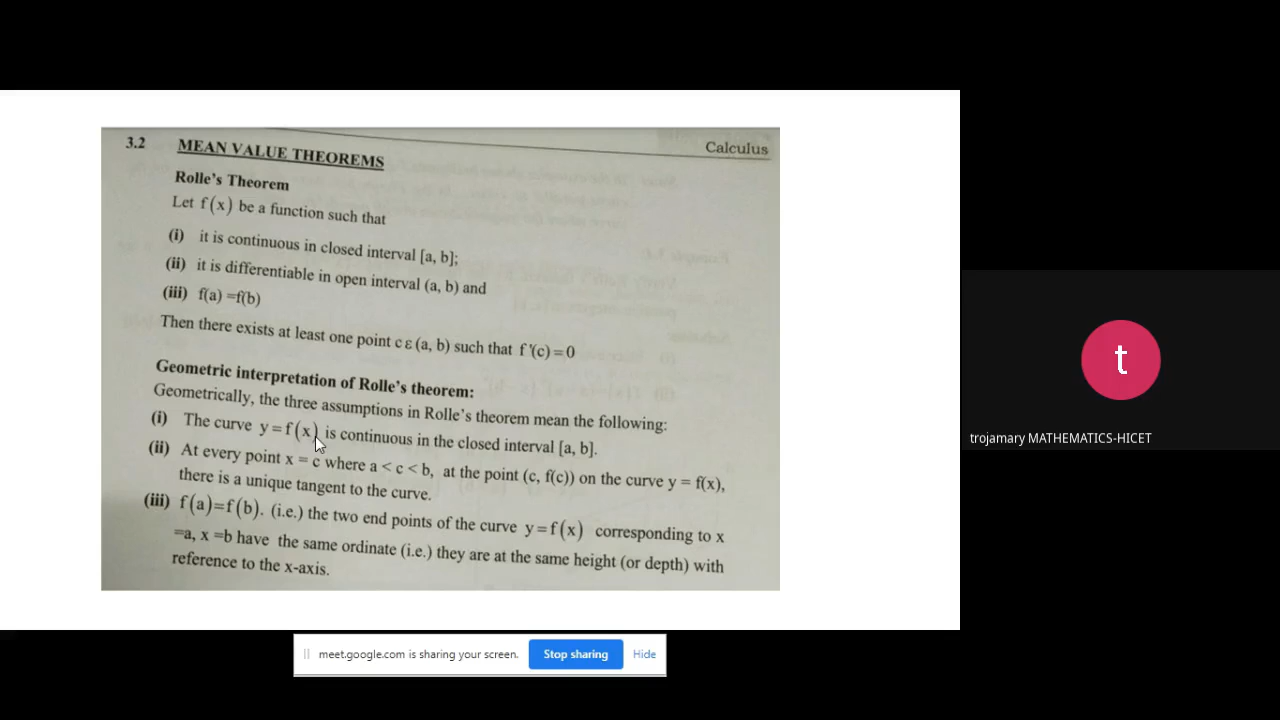 3.2 MEAN VALUE THEOREMS Calculus
Rolle's Theorem
Let f(x) be a function such that
(i) it is continuous in closed interval [a, b];
(ii) it is differentiable in open interval (a, b) and
(iii) f(a) =f(b)
Then there exists at least one point c ε (a, b) such that f '(c) = 0
Geometric interpretation of Rolle's theorem:
Geometrically, the three assumptions in Rolle's theorem mean the following:
(i) The curve y = f(x) is continuous in the closed interval [a, b].
(ii) At every point x = c where a < c < b, at the point (c, f(c)) on the curve y = f(x),
there is a unique tangent to the curve.
(iii) f(a)=f(b). (i.e.) the two end points of the curve y = f(x) corresponding to x
=a, x =b have the same ordinate (i.e.) they are at the same height (or depth) with
reference to the x-axis.
t
trojamary MATHEMATICS-HICET
meet.google.com is sharing your screen. Stop sharing Hide